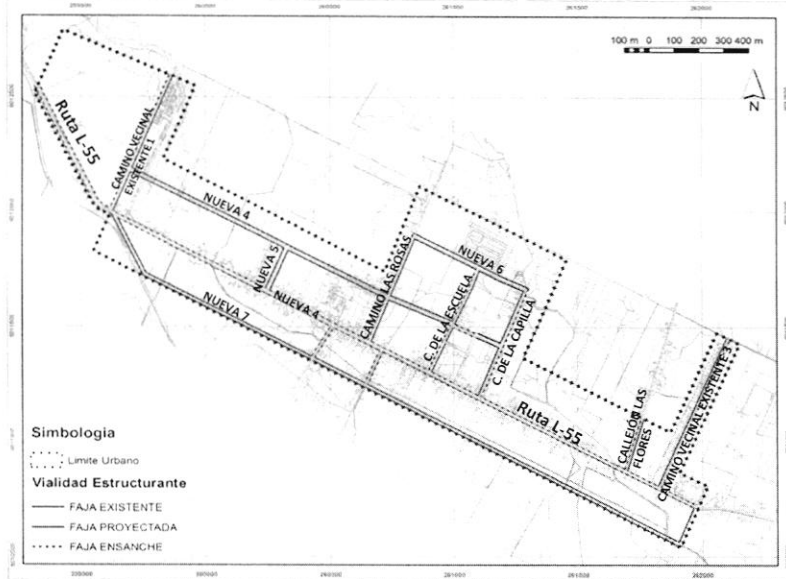 100 m 0 100 200 300 400 m
N
Ruta L-55
CAMINO VECINAL
EXISTENTE 1
NUEVA 4
NUEVA 5
NUEVA 4
NUEVA 7
CAMINO LAS ROSAS
NUEVA 6
C. DE LA ESCUELA
C. DE LA CAPILLA
Ruta L-55
CALLEJÓN LAS
FLORES
CAMINO VECINAL EXISTENTE 3
Simbologia
Limite Urbano
Vialidad Estructurante
FAJA EXISTENTE
FAJA PROYECTADA
FAJA ENSANCHE